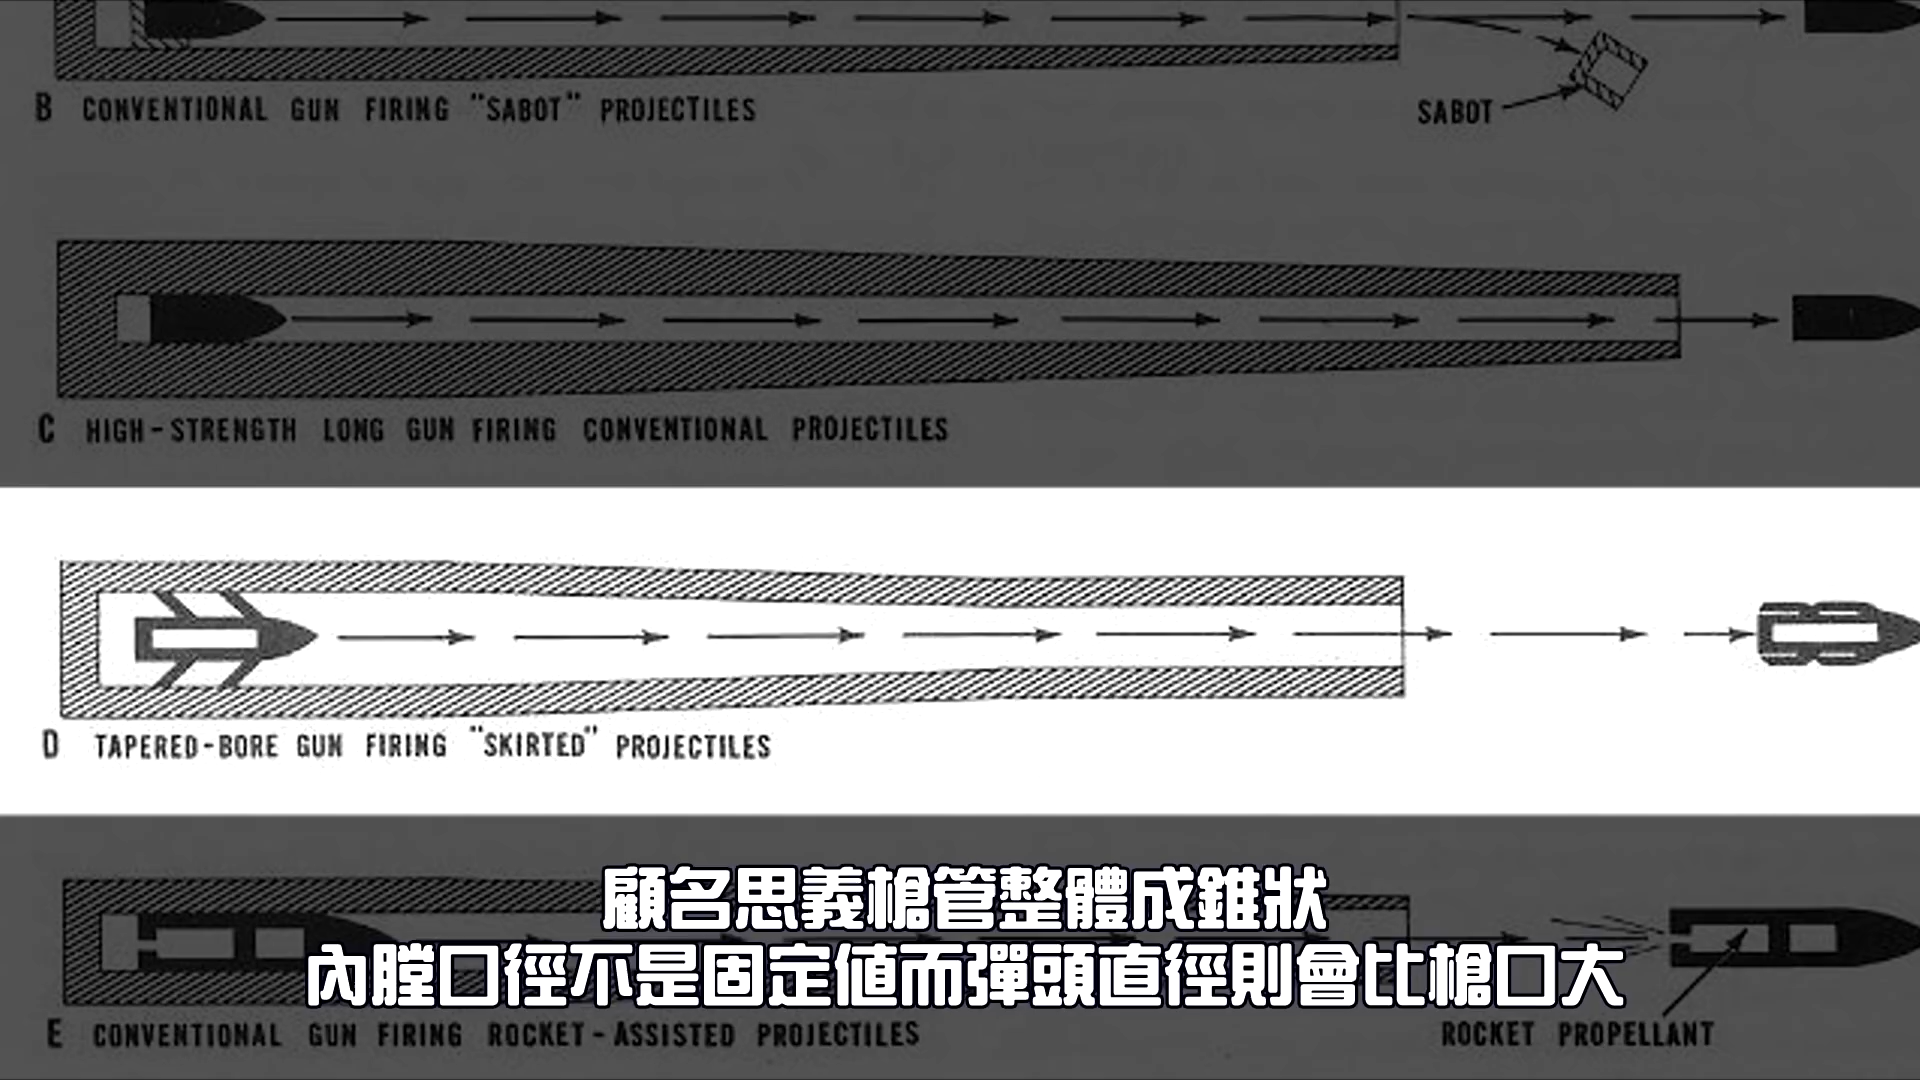 B CONVENTIONAL GUN FIRING "SABOT" PROJECTILES
SABOT
C HIGH-STRENGTH LONG GUN FIRING CONVENTIONAL PROJECTILES
D TAPERED-BORE GUN FIRING "SKIRTED" PROJECTILES
顧名思義槍管整體成錐狀
內膛口徑不是固定值而彈頭直徑則會比槍口大
E CONVENTIONAL GUN FIRING ROCKET-ASSISTED PROJECTILES
ROCKET PROPELLANT